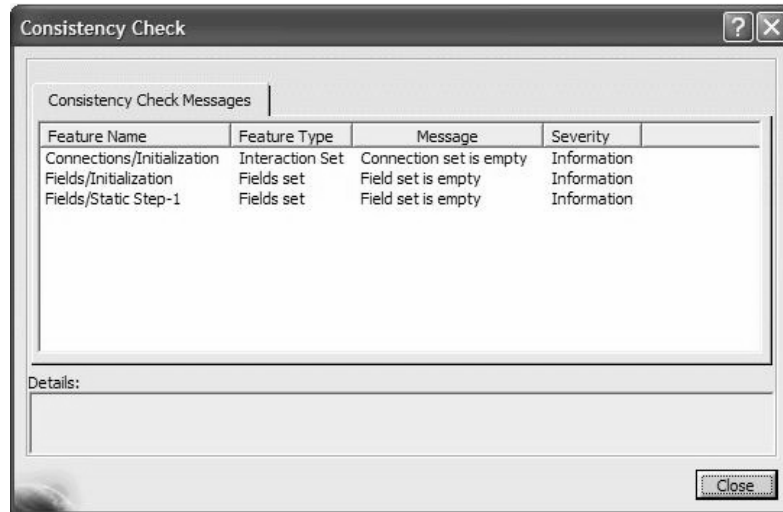 Consistency Check
Consistency Check Messages
Feature Name Feature Type Message Severity
Connections/Initialization Interaction Set Connection set is empty Information
Fields/Initialization Fields set Field set is empty Information
Fields/Static Step-1 Fields set Field set is empty Information
Details:
Close